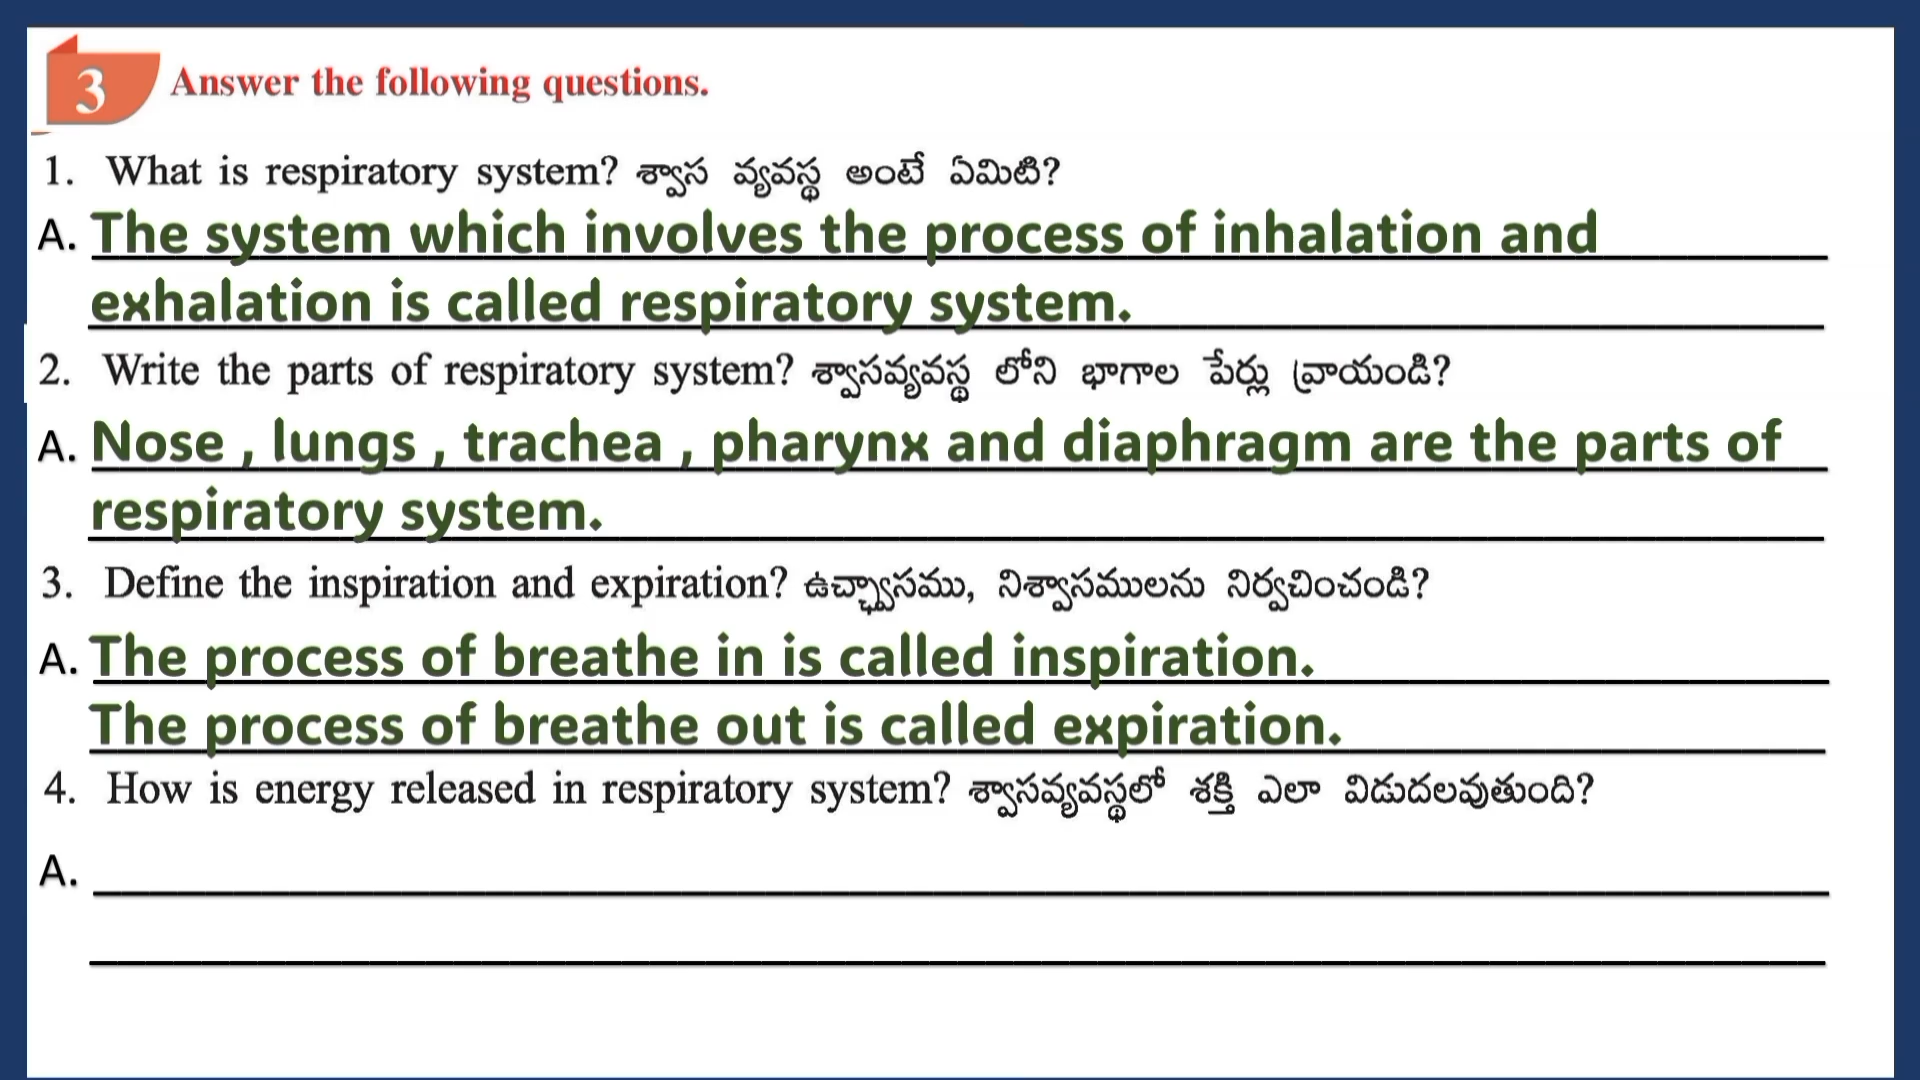 3 Answer the following questions.
1. What is respiratory system? శ్వాస వ్యవస్థ అంటే ఏమిటి?
A. The system which involves the process of inhalation and
exhalation is called respiratory system.
2. Write the parts of respiratory system? శ్వాసవ్యవస్థ లోని భాగాల పేర్లు వ్రాయండి?
A. Nose , lungs , trachea , pharynx and diaphragm are the parts of
respiratory system.
3. Define the inspiration and expiration? ఉచ్ఛ్వాసము, నిశ్వాసములను నిర్వచించండి?
A. The process of breathe in is called inspiration.
The process of breathe out is called expiration.
4. How is energy released in respiratory system? శ్వాసవ్యవస్థలో శక్తి ఎలా విడుదలవుతుంది?
A.